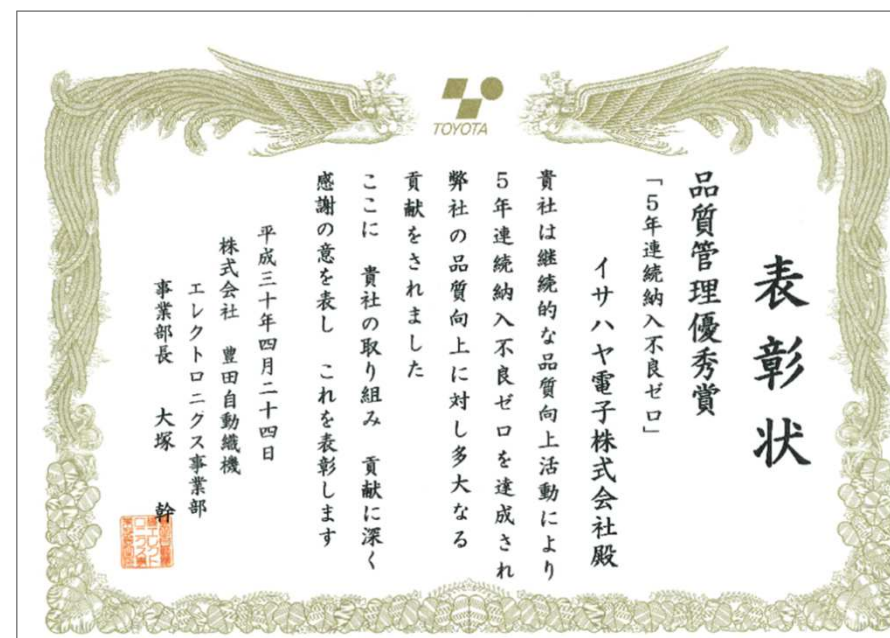 TOYOTA
表彰状
品質管理優秀賞
「5年連続納入不良ゼロ」
イサハヤ電子株式会社殿
貴社は継続的な品質向上活動により
5年連続納入不良ゼロを達成され
弊社の品質向上に対し多大なる
貢献をされました
ここに 貴社の取り組み 貢献に深く
感謝の意を表し これを表彰します
平成三十年四月二十四日
株式会社 豊田自動織機
エレクトロニクス事業部
事業部長 大塚 幹